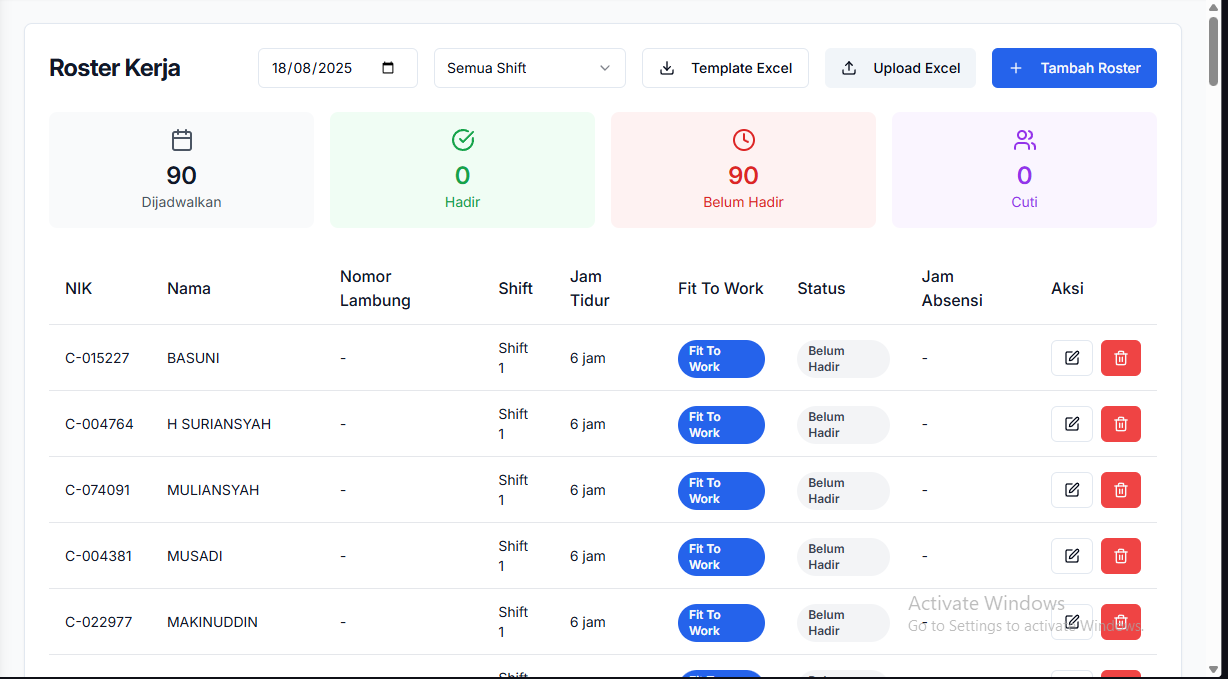 Roster Kerja
18/08/2025
Semua Shift
Template Excel
Upload Excel
Tambah Roster
90
Dijadwalkan
0
Hadir
90
Belum Hadir
0
Cuti
NIK Nama Nomor Lambung Shift Jam Tidur Fit To Work Status Jam Absensi Aksi
C-015227 BASUNI - Shift 1 6 jam Fit To Work Belum Hadir -
C-004764 H SURIANSYAH - Shift 1 6 jam Fit To Work Belum Hadir -
C-074091 MULIANSYAH - Shift 1 6 jam Fit To Work Belum Hadir -
C-004381 MUSADI - Shift 1 6 jam Fit To Work Belum Hadir -
C-022977 MAKINUDDIN - Shift 1 6 jam Fit To Work Belum Hadir -
Activate Windows
Go to Settings to activate Windows.